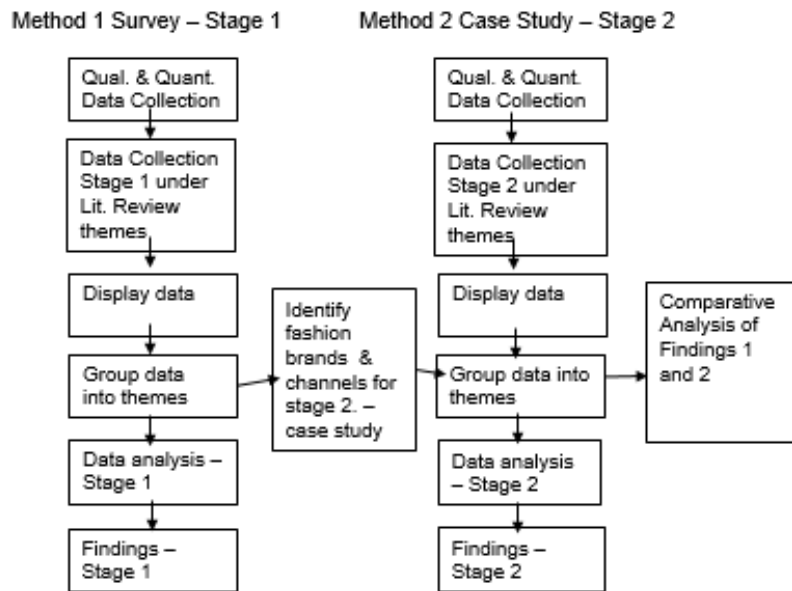 Method 1 Survey – Stage 1
Method 2 Case Study – Stage 2
Qual. & Quant.
Data Collection
Data Collection
Stage 1 under
Lit. Review
themes
Display data
Group data
into themes
Data analysis –
Stage 1
Findings –
Stage 1
Identify
fashion
brands &
channels for
stage 2. –
case study
Qual. & Quant.
Data Collection
Data Collection
Stage 2 under
Lit. Review
themes
Display data
Group data into
themes
Data analysis
– Stage 2
Findings –
Stage 2
Comparative
Analysis of
Findings 1
and 2